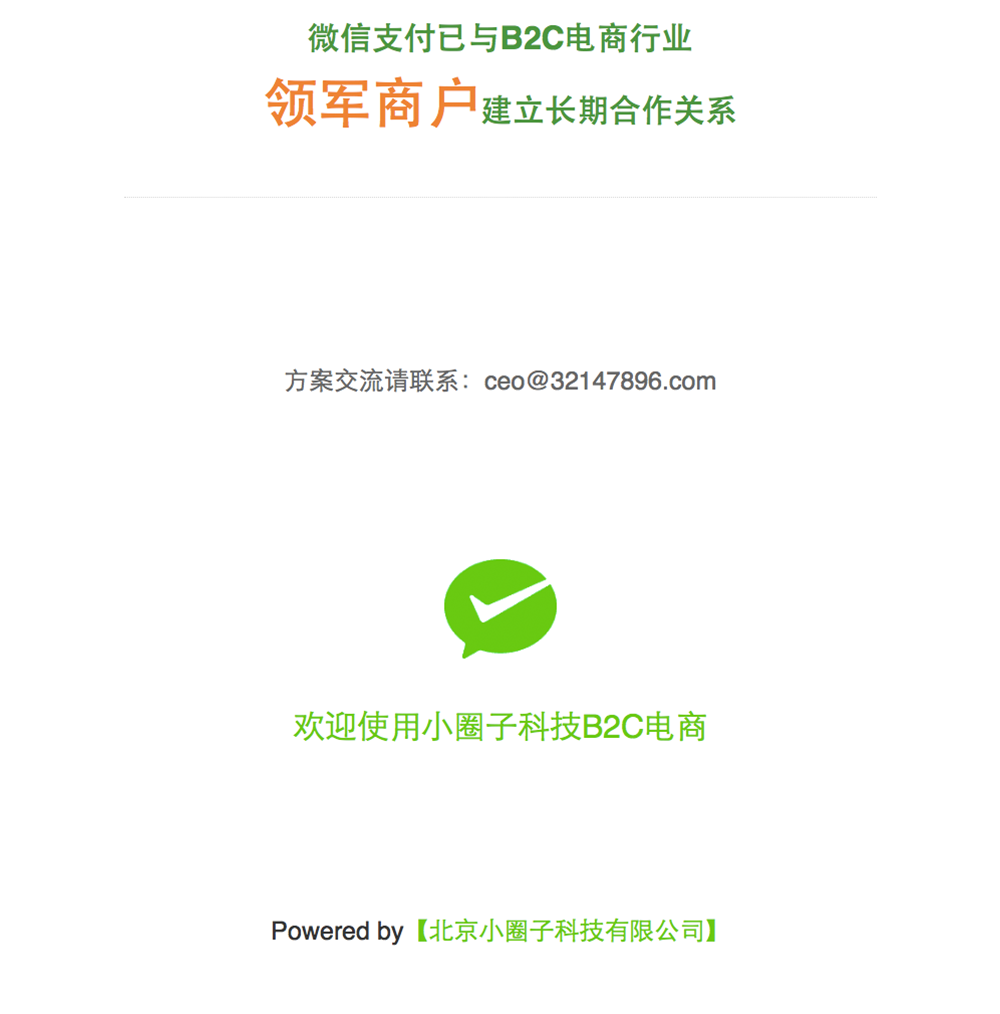 微信支付已与B2C电商行业
领军商户建立长期合作关系
方案交流请联系：ceo@32147896.com
欢迎使用小圈子科技B2C电商
Powered by【北京小圈子科技有限公司】